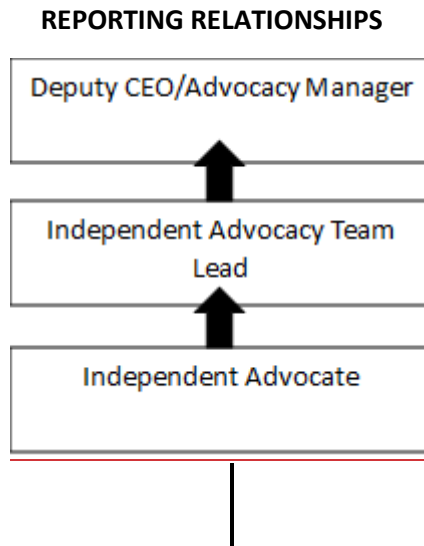 REPORTING RELATIONSHIPS
Deputy CEO/Advocacy Manager
Independent Advocacy Team
Lead
Independent Advocate